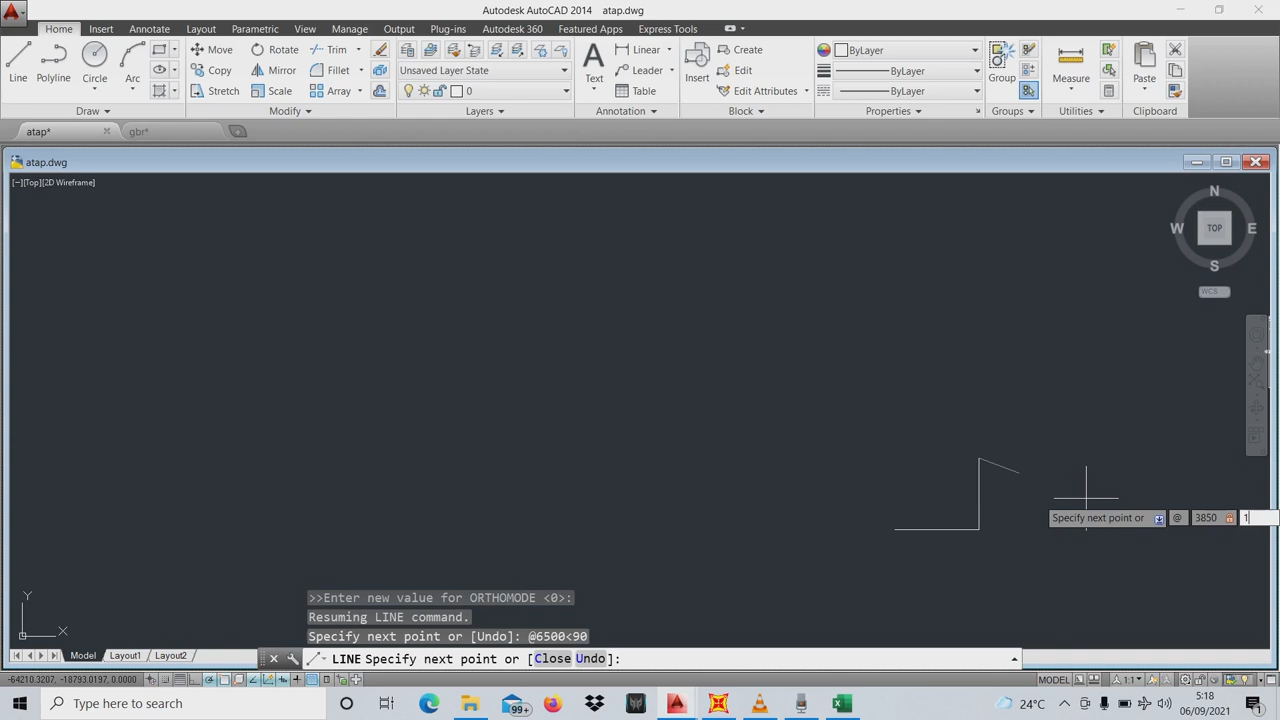 Autodesk AutoCAD 2014 atap.dwg
Home Insert Annotate Layout Parametric View Manage Output Plug-ins Autodesk 360 Featured Apps Express Tools
Line Polyline Circle Arc
Move Rotate Trim
Copy Mirror Fillet
Stretch Scale Array
Unsaved Layer State
0
Text Linear
Leader
Table
Insert Create
Edit
Edit Attributes
ByLayer
ByLayer
ByLayer
Group Measure Paste
Draw Modify Layers Annotation Block Properties Groups Utilities Clipboard
atap* gbr*
atap.dwg
[−][Top][2D Wireframe]
N
W TOP E
S
WCS
Specify next point or @ 3850 1
Y
X
>>Enter new value for ORTHOMODE <0>:
Resuming LINE command.
Specify next point or [Undo]: @6500<90
LINE Specify next point or [Close Undo]:
Model Layout1 Layout2
-64210.3207, -18793.0197, 0.0000 MODEL 1:1
Type here to search 99+ 24°C 5:18
06/09/2021 1